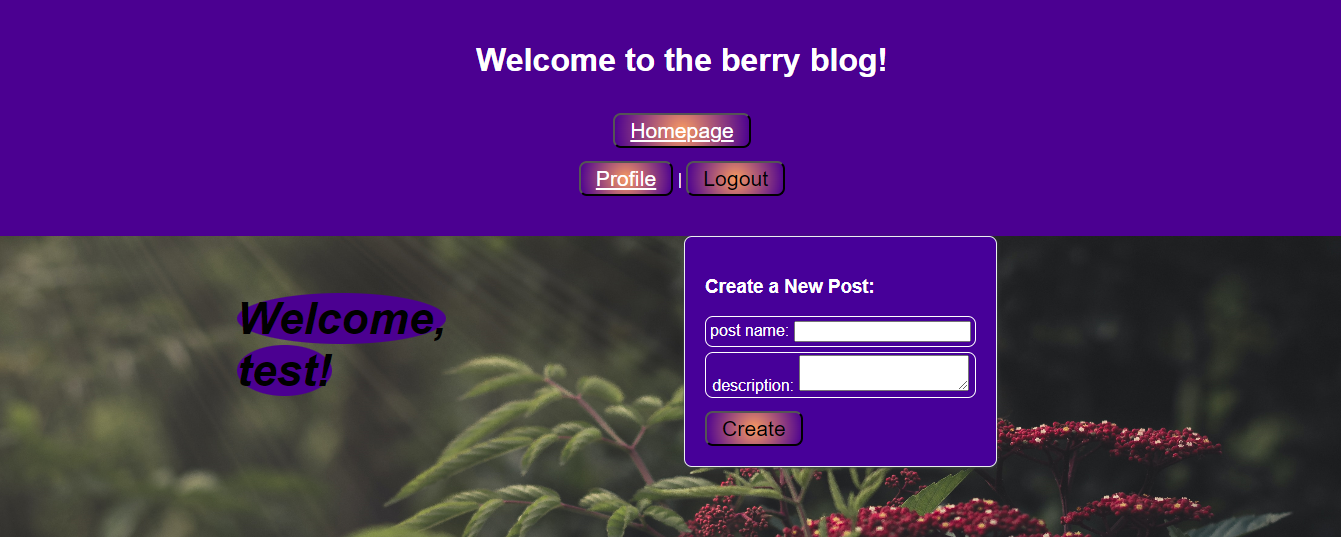 Welcome to the berry blog!
Homepage
Profile | Logout
Welcome,
test!
Create a New Post:
post name:
description:
Create